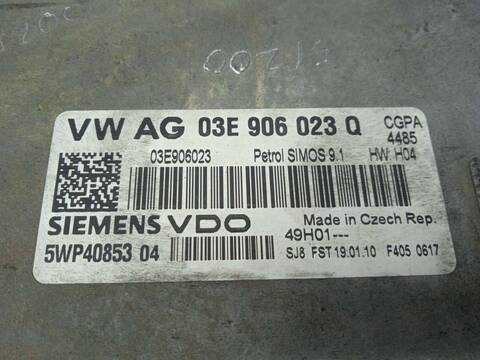 VW AG 03E 906 023 Q CGPA
4485
03E906023 Petrol SIMOS 9.1 HW H04
SIEMENS VDO Made in Czech Rep.
49H01---
5WP40853 04 SJ8 FST 19.01.10 F405 0617